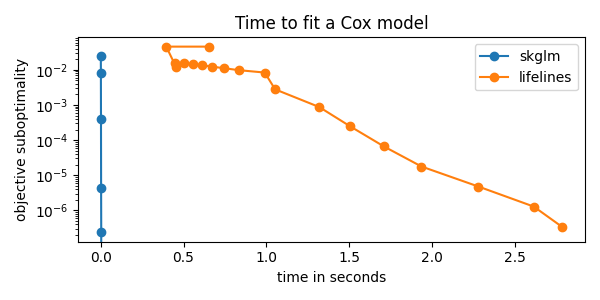 Time to fit a Cox model
objective suboptimality
10⁻²
10⁻³
10⁻⁴
10⁻⁵
10⁻⁶
skglm
lifelines
0.0 0.5 1.0 1.5 2.0 2.5
time in seconds